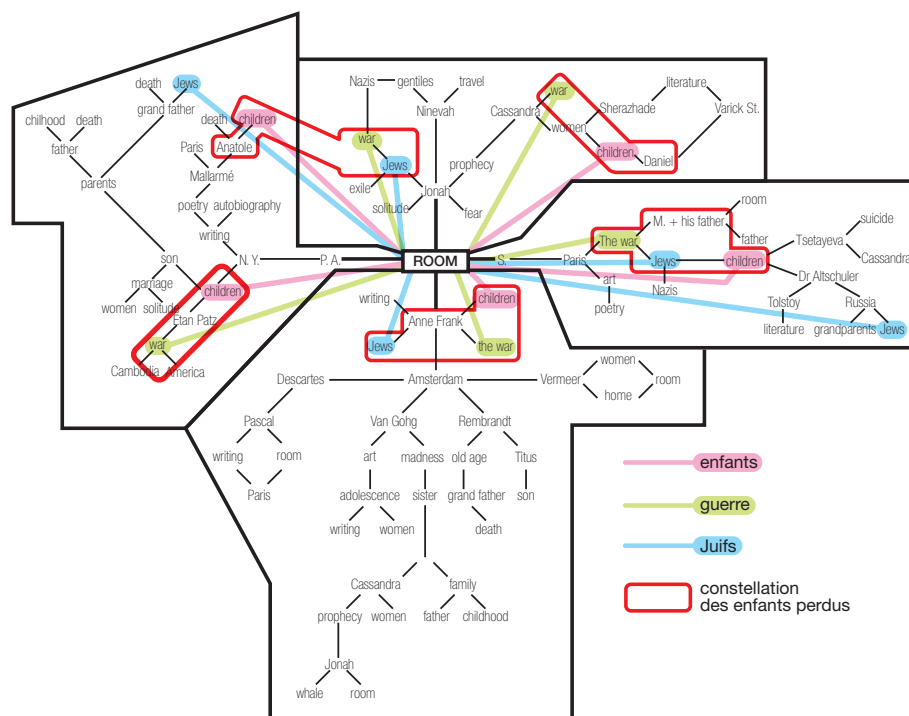 death
Jews
grand father
chilhood
death
father
parents
death
children
Anatole
Paris
Mallarmé
poetry autobiography
writing
son
N. Y.
P. A.
marriage
children
women solitude
Etan Patz
war
Cambodia America
Nazis
gentiles
travel
Ninevah
war
Jews
exile
Jonah
solitude
fear
prophecy
Cassandra
war
Sherazhade
literature
women
Varick St.
children
Daniel
ROOM
S.
Paris
The war
M. + his father
room
father
Jews
children
Nazis
art
poetry
Tsetayeva
suicide
Cassandra
Dr Altschuler
Tolstoy
Russia
literature
grandparents
Jews
writing
children
Anne Frank
Jews
the war
Descartes
Amsterdam
Vermeer
women
room
home
Pascal
writing
room
Paris
Van Gohg
Rembrandt
art
madness
old age
Titus
adolescence
sister
grand father
son
writing
women
death
Cassandra
family
prophecy
women
father
childhood
Jonah
whale
room
enfants
guerre
Juifs
constellation
des enfants perdus